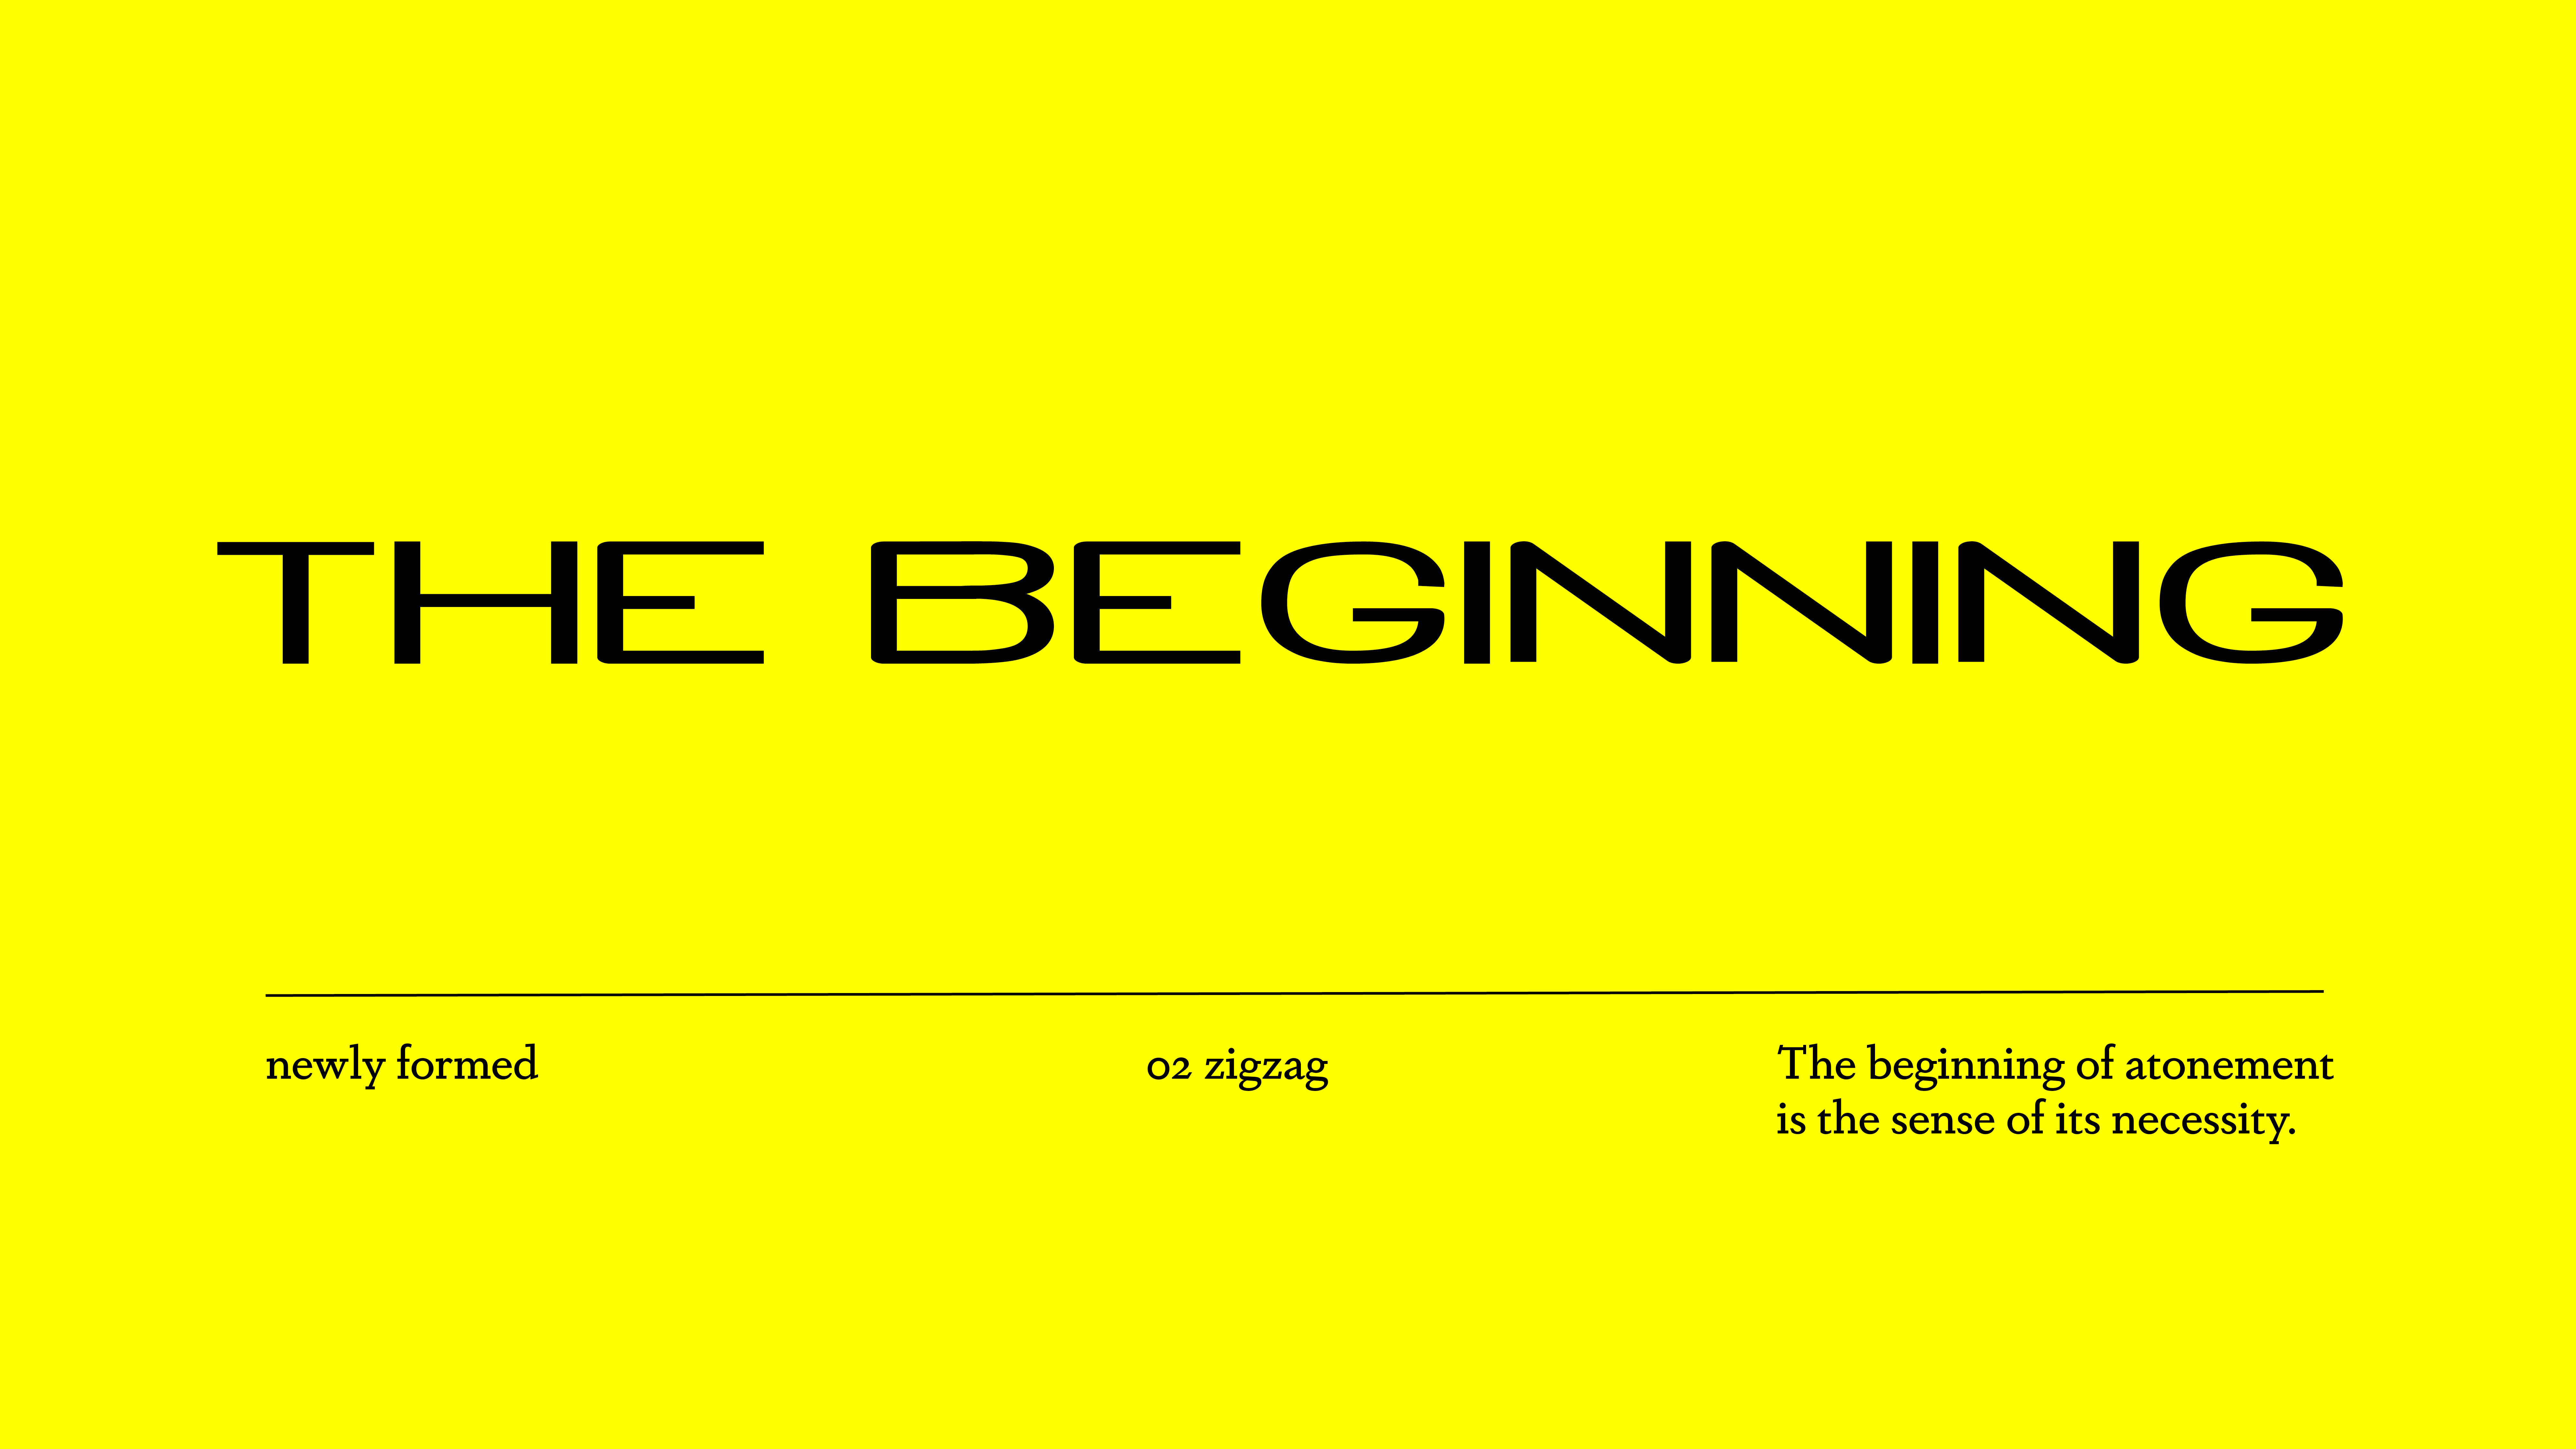 THE BEGINNING
newly formed
02 zigzag
The beginning of atonement
is the sense of its necessity.